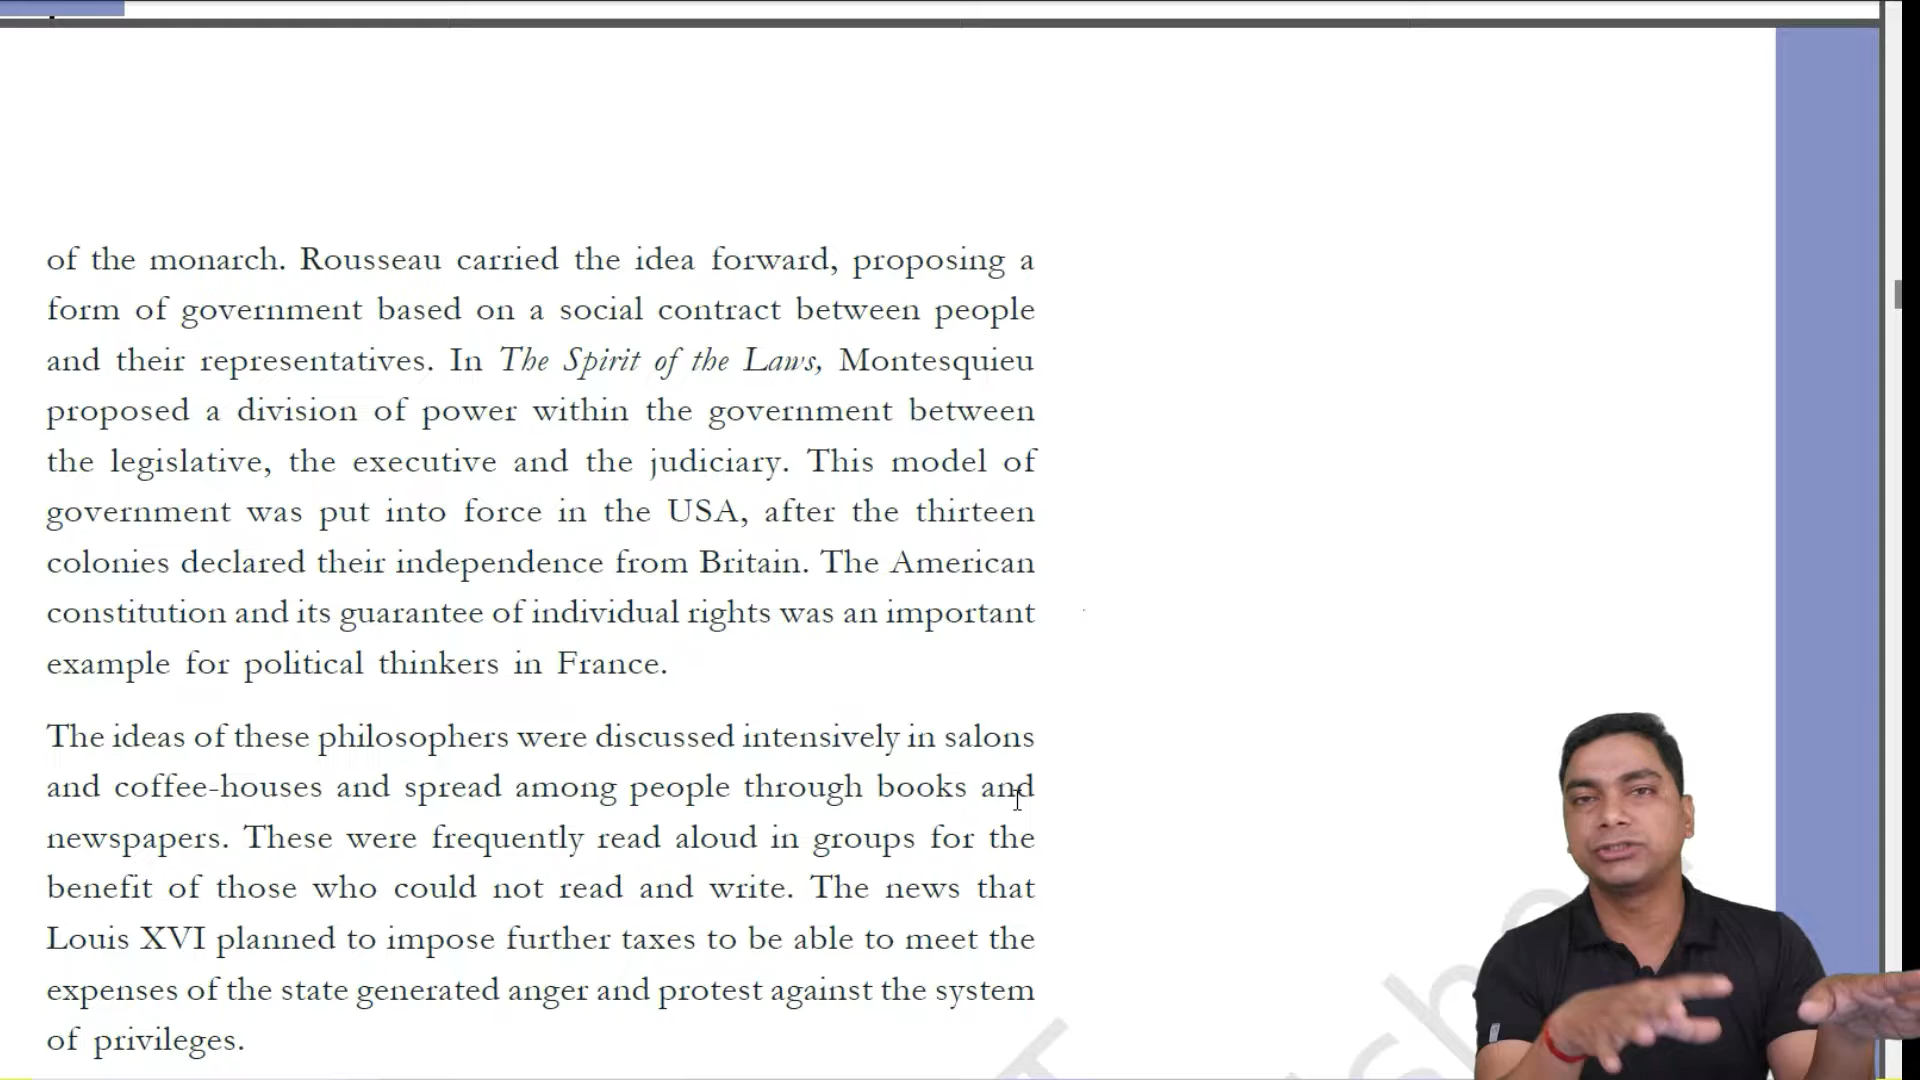 of the monarch. Rousseau carried the idea forward, proposing a
form of government based on a social contract between people
and their representatives. In The Spirit of the Laws, Montesquieu
proposed a division of power within the government between
the legislative, the executive and the judiciary. This model of
government was put into force in the USA, after the thirteen
colonies declared their independence from Britain. The American
constitution and its guarantee of individual rights was an important
example for political thinkers in France.
The ideas of these philosophers were discussed intensively in salons
and coffee-houses and spread among people through books and
newspapers. These were frequently read aloud in groups for the
benefit of those who could not read and write. The news that
Louis XVI planned to impose further taxes to be able to meet the
expenses of the state generated anger and protest against the system
of privileges.